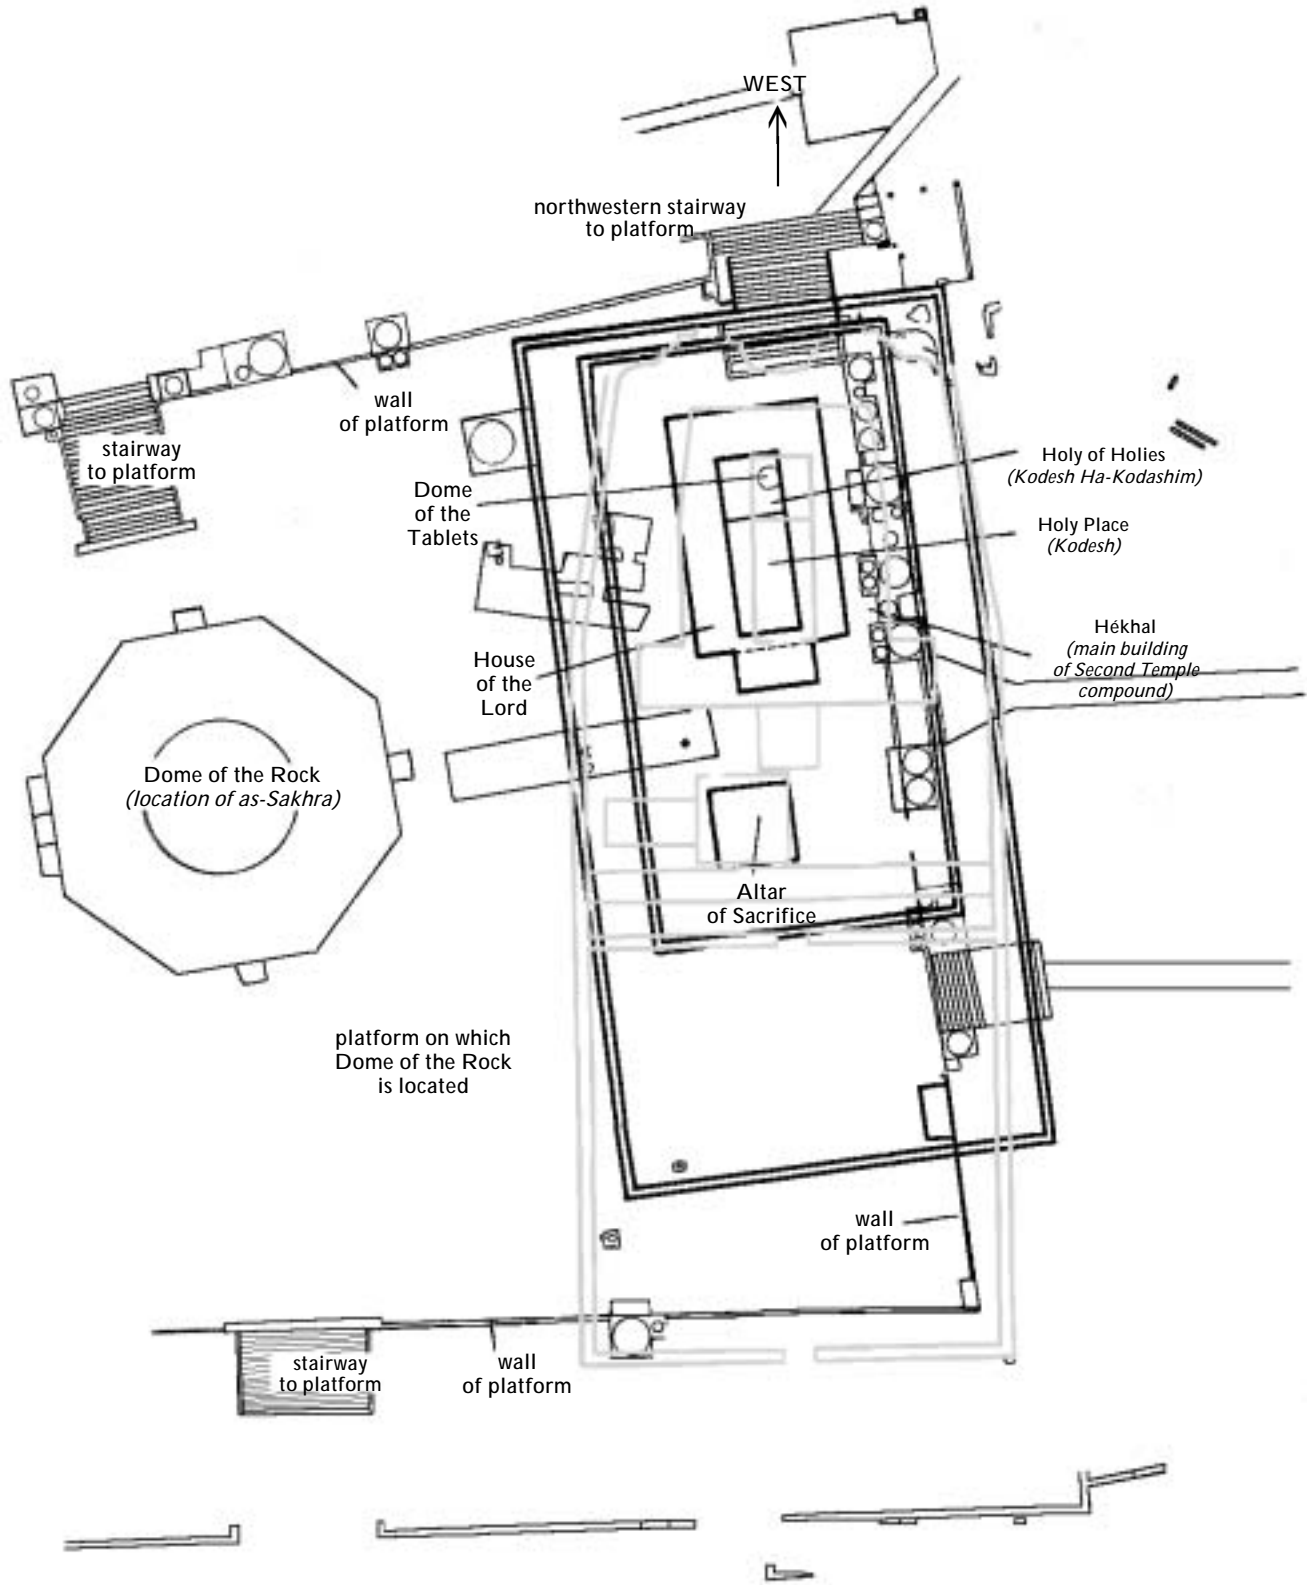 WEST
northwestern stairway
to platform
wall
of platform
stairway
to platform
Holy of Holies
(Kodesh Ha-Kodashim)
Dome
of the
Tablets
Holy Place
(Kodesh)
Hékhal
(main building
of Second Temple
compound)
House
of the
Lord
Dome of the Rock
(location of as-Sakhra)
Altar
of Sacrifice
platform on which
Dome of the Rock
is located
wall
of platform
stairway
to platform
wall
of platform